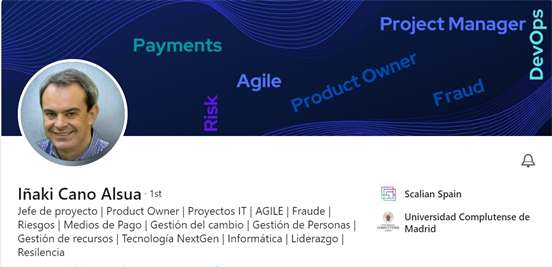 Project Manager
DevOps
Payments
Agile
Product Owner
Fraud
Risk
Iñaki Cano Alsua · 1st
Jefe de proyecto | Product Owner | Proyectos IT | AGILE | Fraude |
Riesgos | Medios de Pago | Gestión del cambio | Gestión de Personas |
Gestión de recursos | Tecnología NextGen | Informática | Liderazgo |
Resilencia
Scalian Spain
Universidad Complutense de
Madrid